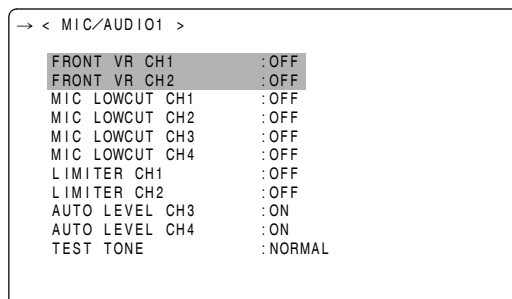 → < MIC/AUDIO1 >
FRONT VR CH1 :OFF
FRONT VR CH2 :OFF
MIC LOWCUT CH1 :OFF
MIC LOWCUT CH2 :OFF
MIC LOWCUT CH3 :OFF
MIC LOWCUT CH4 :OFF
LIMITER CH1 :OFF
LIMITER CH2 :OFF
AUTO LEVEL CH3 :ON
AUTO LEVEL CH4 :ON
TEST TONE :NORMAL